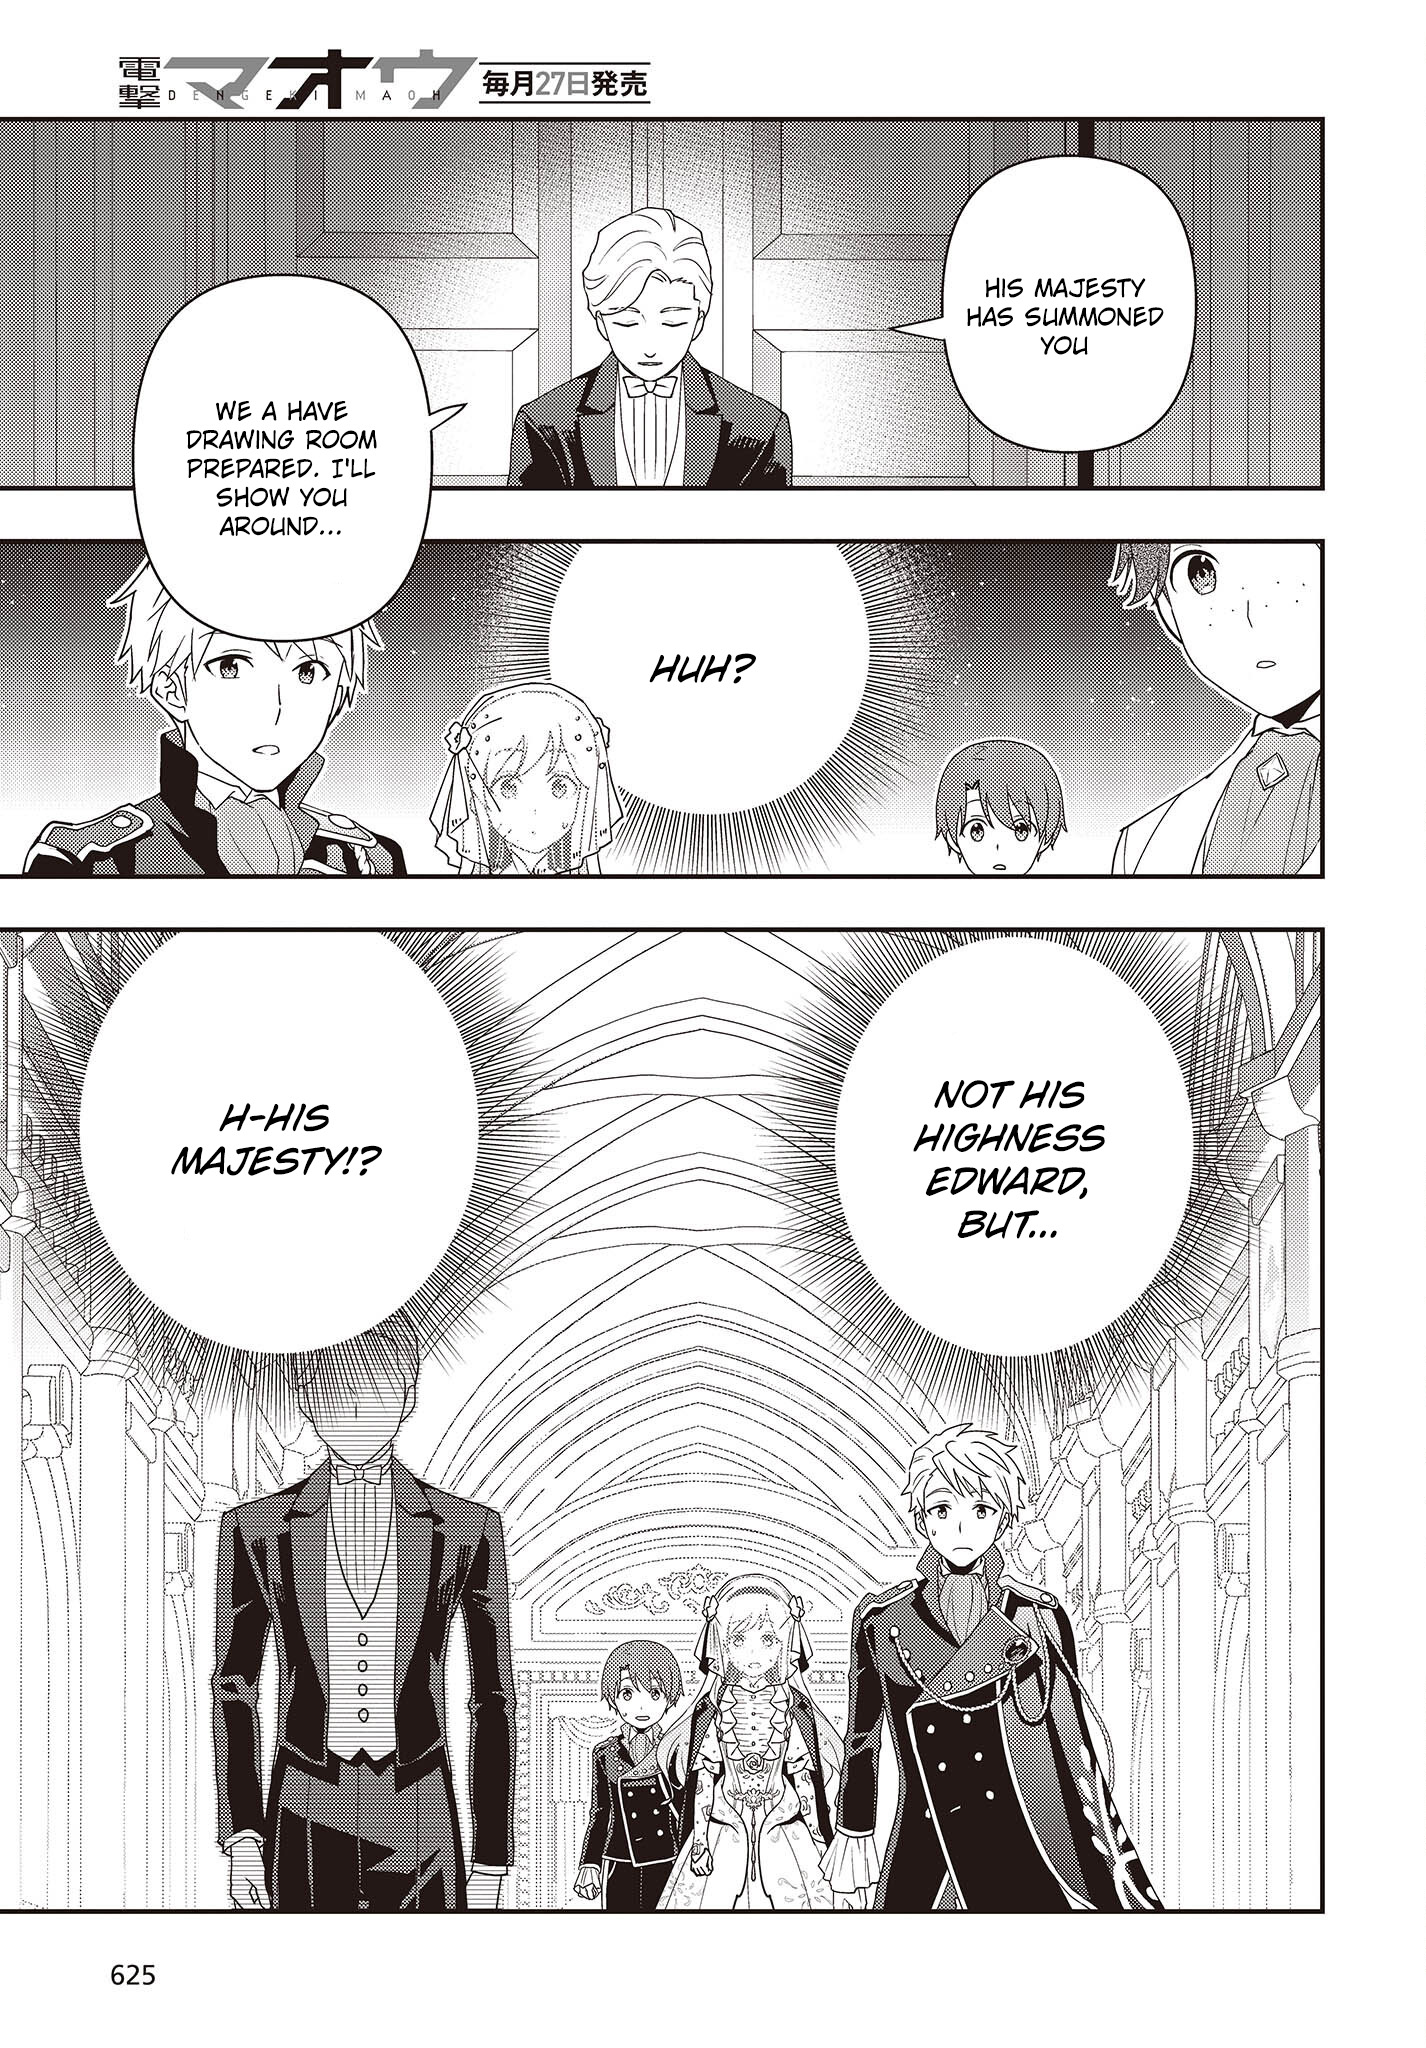 電撃マオウ
DENGEKI MAOH
毎月27日発売
HIS MAJESTY
HAS SUMMONED
YOU
WE A HAVE
DRAWING ROOM
PREPARED. I'LL
SHOW YOU
AROUND...
HUH?
NOT HIS
HIGHNESS
EDWARD,
BUT...
H-HIS
MAJESTY!?
625